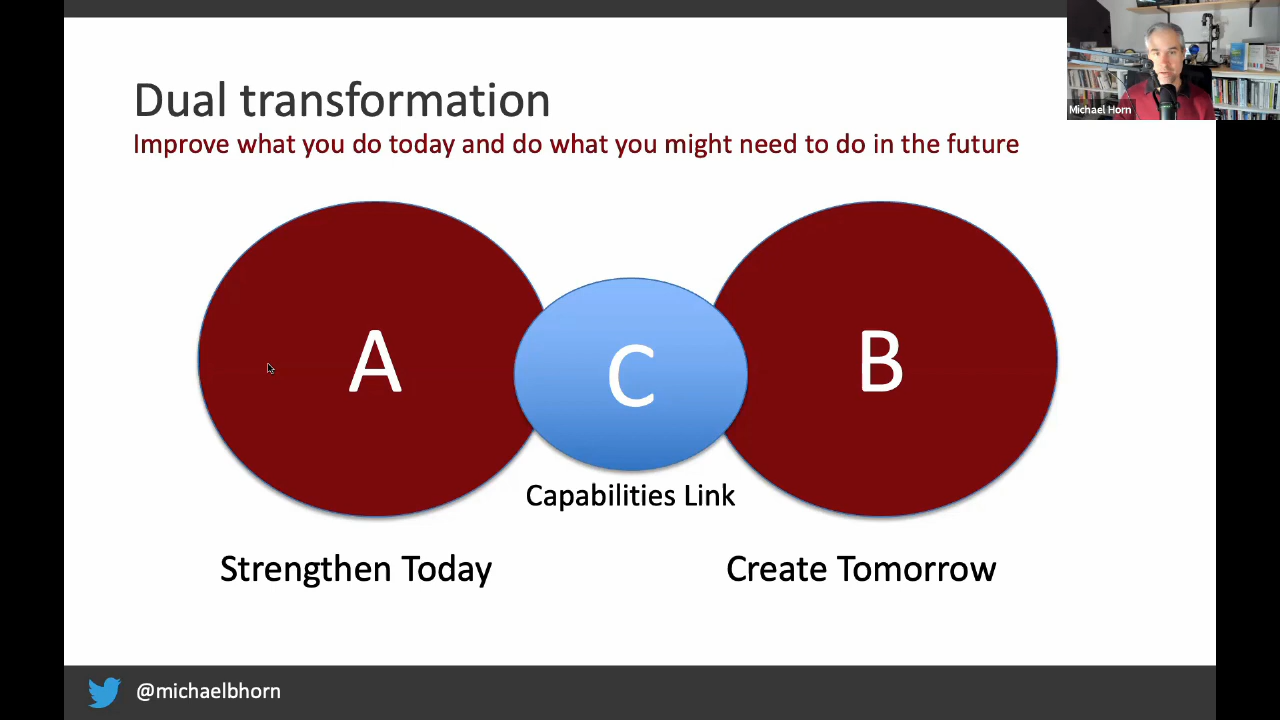 Dual transformation
Improve what you do today and do what you might need to do in the future
Michael Horn
A
C
B
Capabilities Link
Strengthen Today
Create Tomorrow
@michaelbhorn